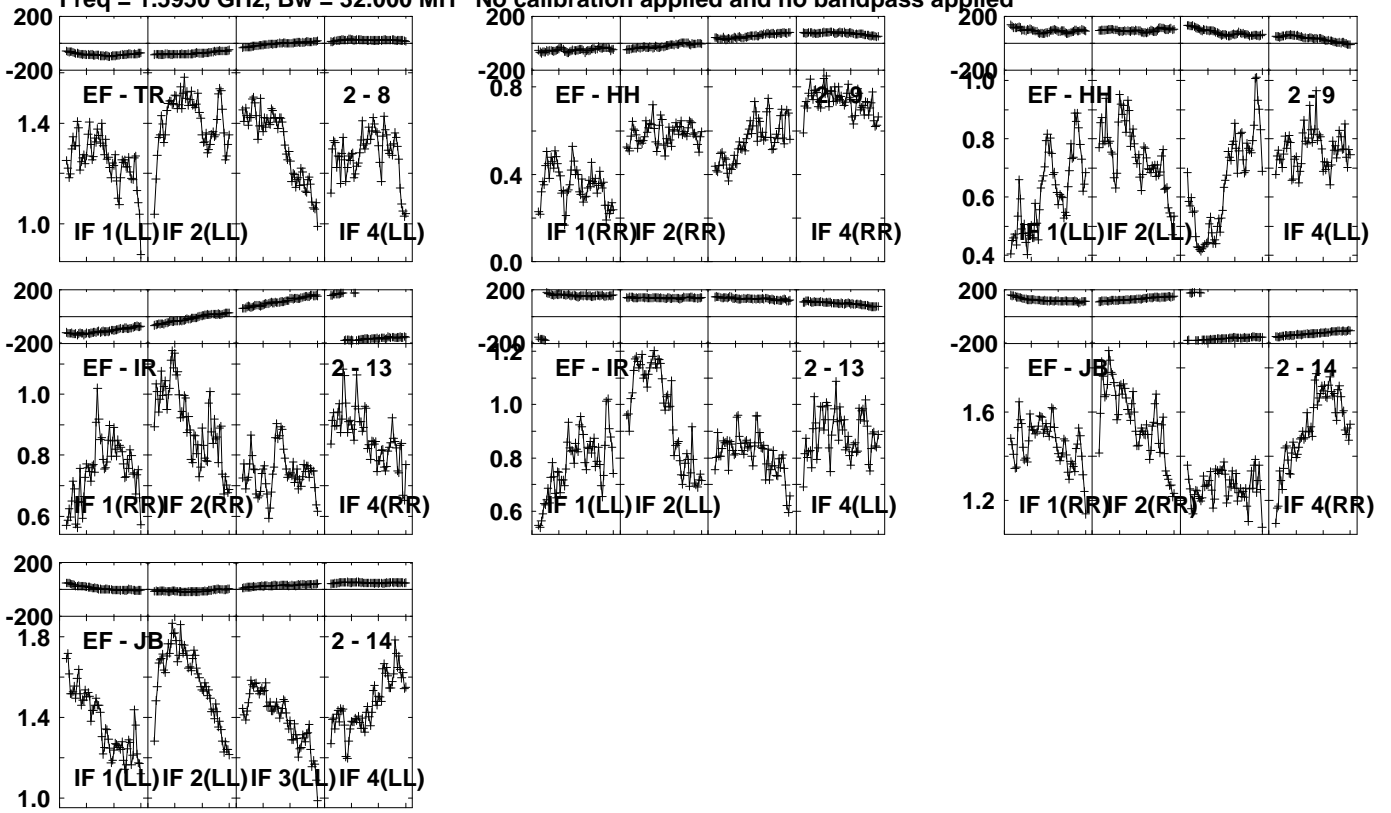 Freq = 1.5950 GHz, Bw = 32.000 MH No calibration applied and no bandpass applied
200
-200
EF - TR
2 - 8
1.4
1.0
IF 1(LL)
IF 2(LL)
IF 4(LL)
200
-200
0.8
EF - HH
2 - 9
0.4
0.0
IF 1(RR)
IF 2(RR)
IF 4(RR)
200
-200
1.0
EF - HH
2 - 9
0.8
0.6
0.4
IF 1(LL)
IF 2(LL)
IF 4(LL)
200
-200
EF - IR
2 - 13
1.0
0.8
0.6
IF 1(RR)
IF 2(RR)
IF 4(RR)
200
-200
1.2
EF - IR
2 - 13
1.0
0.8
0.6
IF 1(LL)
IF 2(LL)
IF 4(LL)
200
-200
EF - JB
2 - 14
1.6
1.2
IF 1(RR)
IF 2(RR)
IF 4(RR)
200
-200
1.8
EF - JB
2 - 14
1.6
1.4
1.0
IF 1(LL)
IF 2(LL)
IF 3(LL)
IF 4(LL)